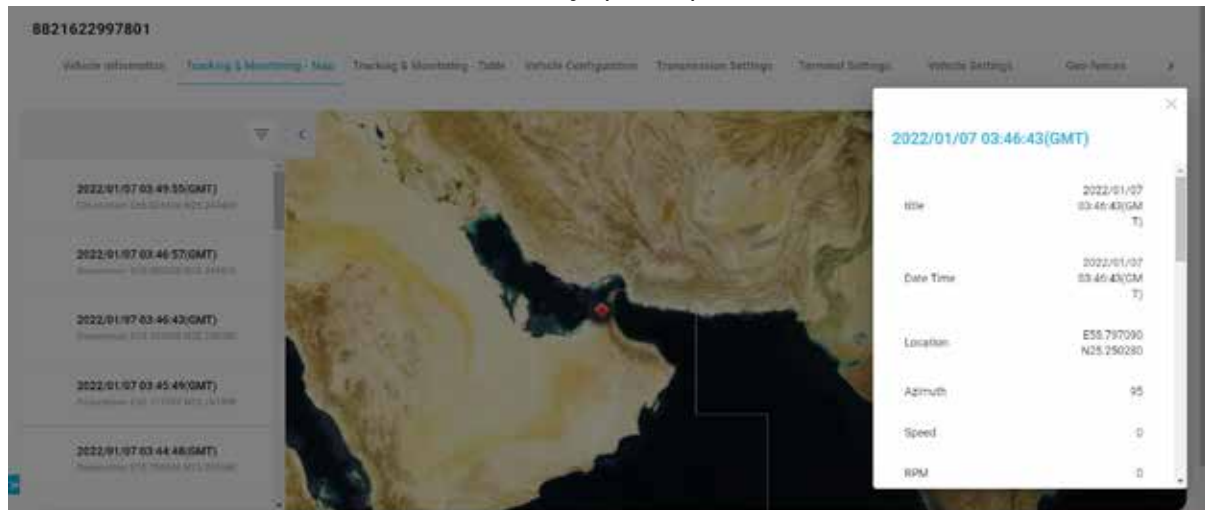 8821622997801
Vehicle Information Tracking & Monitoring - Map Tracking & Monitoring - Table Vehicle Configuration Transmission Settings Terminal Settings Vehicle Settings Geo-fences
2022/01/07 03:49:55(GMT)
2022/01/07 03:46:57(GMT)
2022/01/07 03:46:43(GMT)
2022/01/07 03:45:49(GMT)
2022/01/07 03:44:48(GMT)
2022/01/07 03:46:43(GMT)
title
2022/01/07
03:46:43(GM
T)
Date Time
2022/01/07
03:46:43(GM
T)
Location
E55.797090
N25.250280
Azimuth 95
Speed 0
RPM 0